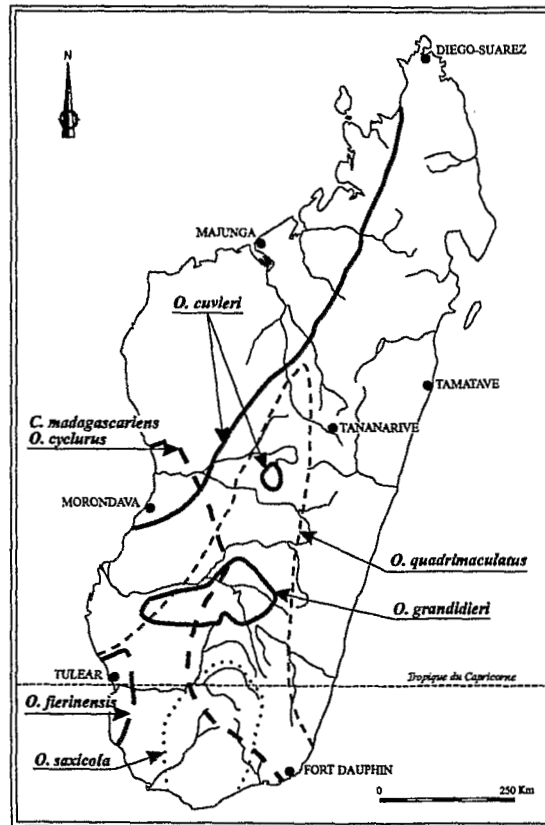 N
DIEGO-SUAREZ
MAJUNGA
O. cuvieri
TAMATAVE
C. madagascariens
O. cyclurus
TANANARIVE
MORONDAVA
O. quadrimaculatus
O. grandidieri
Tropique du Capricorne
TULEAR
O. fierinensis
O. saxicola
FORT DAUPHIN
0 250 Km